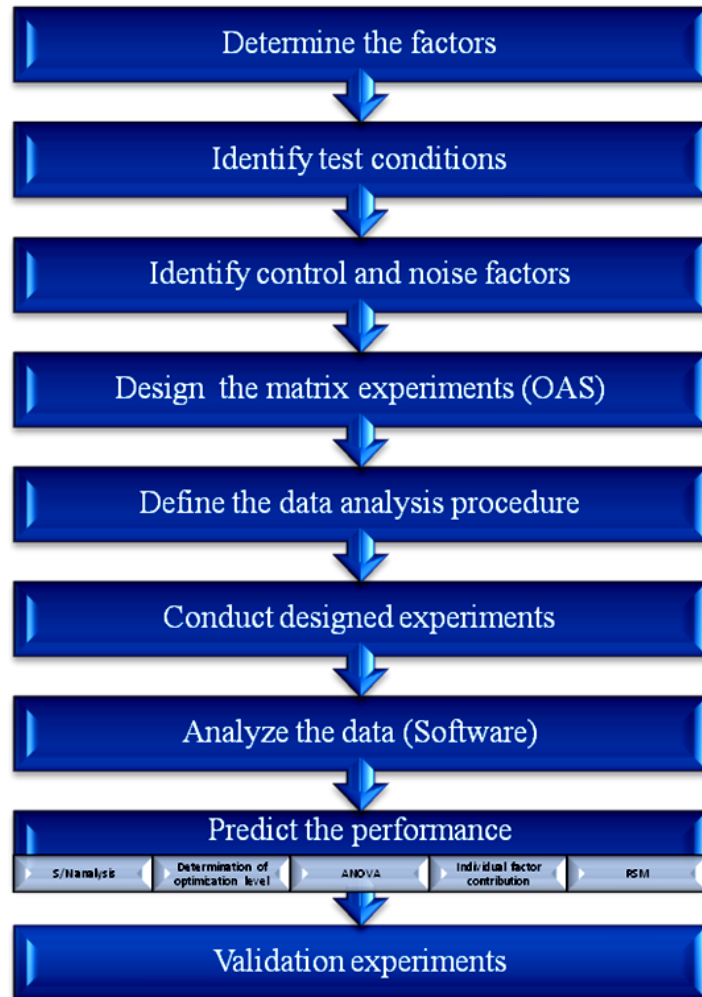 Determine the factors
Identify test conditions
Identify control and noise factors
Design the matrix experiments (OAS)
Define the data analysis procedure
Conduct designed experiments
Analyze the data (Software)
Predict the performance
S/N analysis
Determination of
optimization level
ANOVA
Individual factor
contribution
RSM
Validation experiments